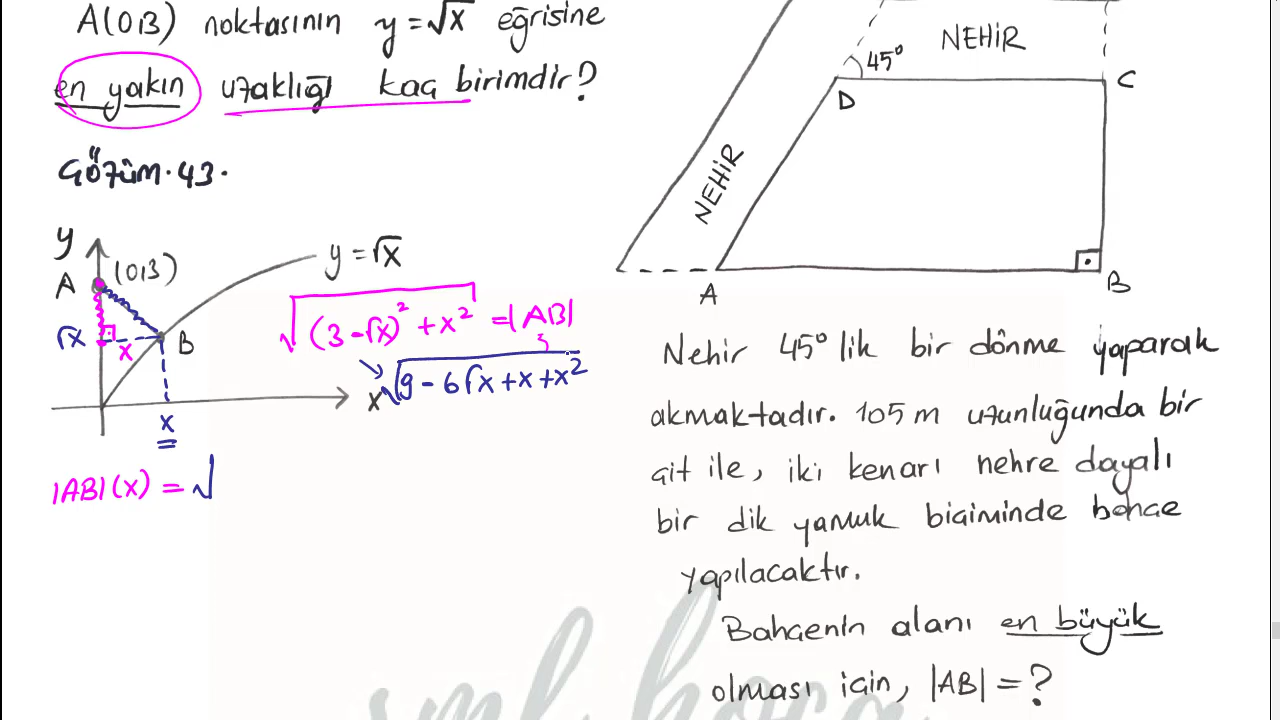 A(0,3) noktasının y = √x eğrisine
en yakın uzaklığı kaç birimdir?
Çözüm.43.
y
A (0,3)
y = √x
√x
x
B
x
x
√(3-√x)² + x² = |AB|
√9 - 6√x + x + x²
|AB|(x) = √
NEHİR
45°
D
C
NEHİR
A
B
Nehir 45° lik bir dönme yaparak
akmaktadır. 105 m uzunluğunda bir
çit ile, iki kenarı nehre dayalı
bir dik yamuk biçiminde bahçe
yapılacaktır.
Bahçenin alanı en büyük
olması için, |AB| = ?